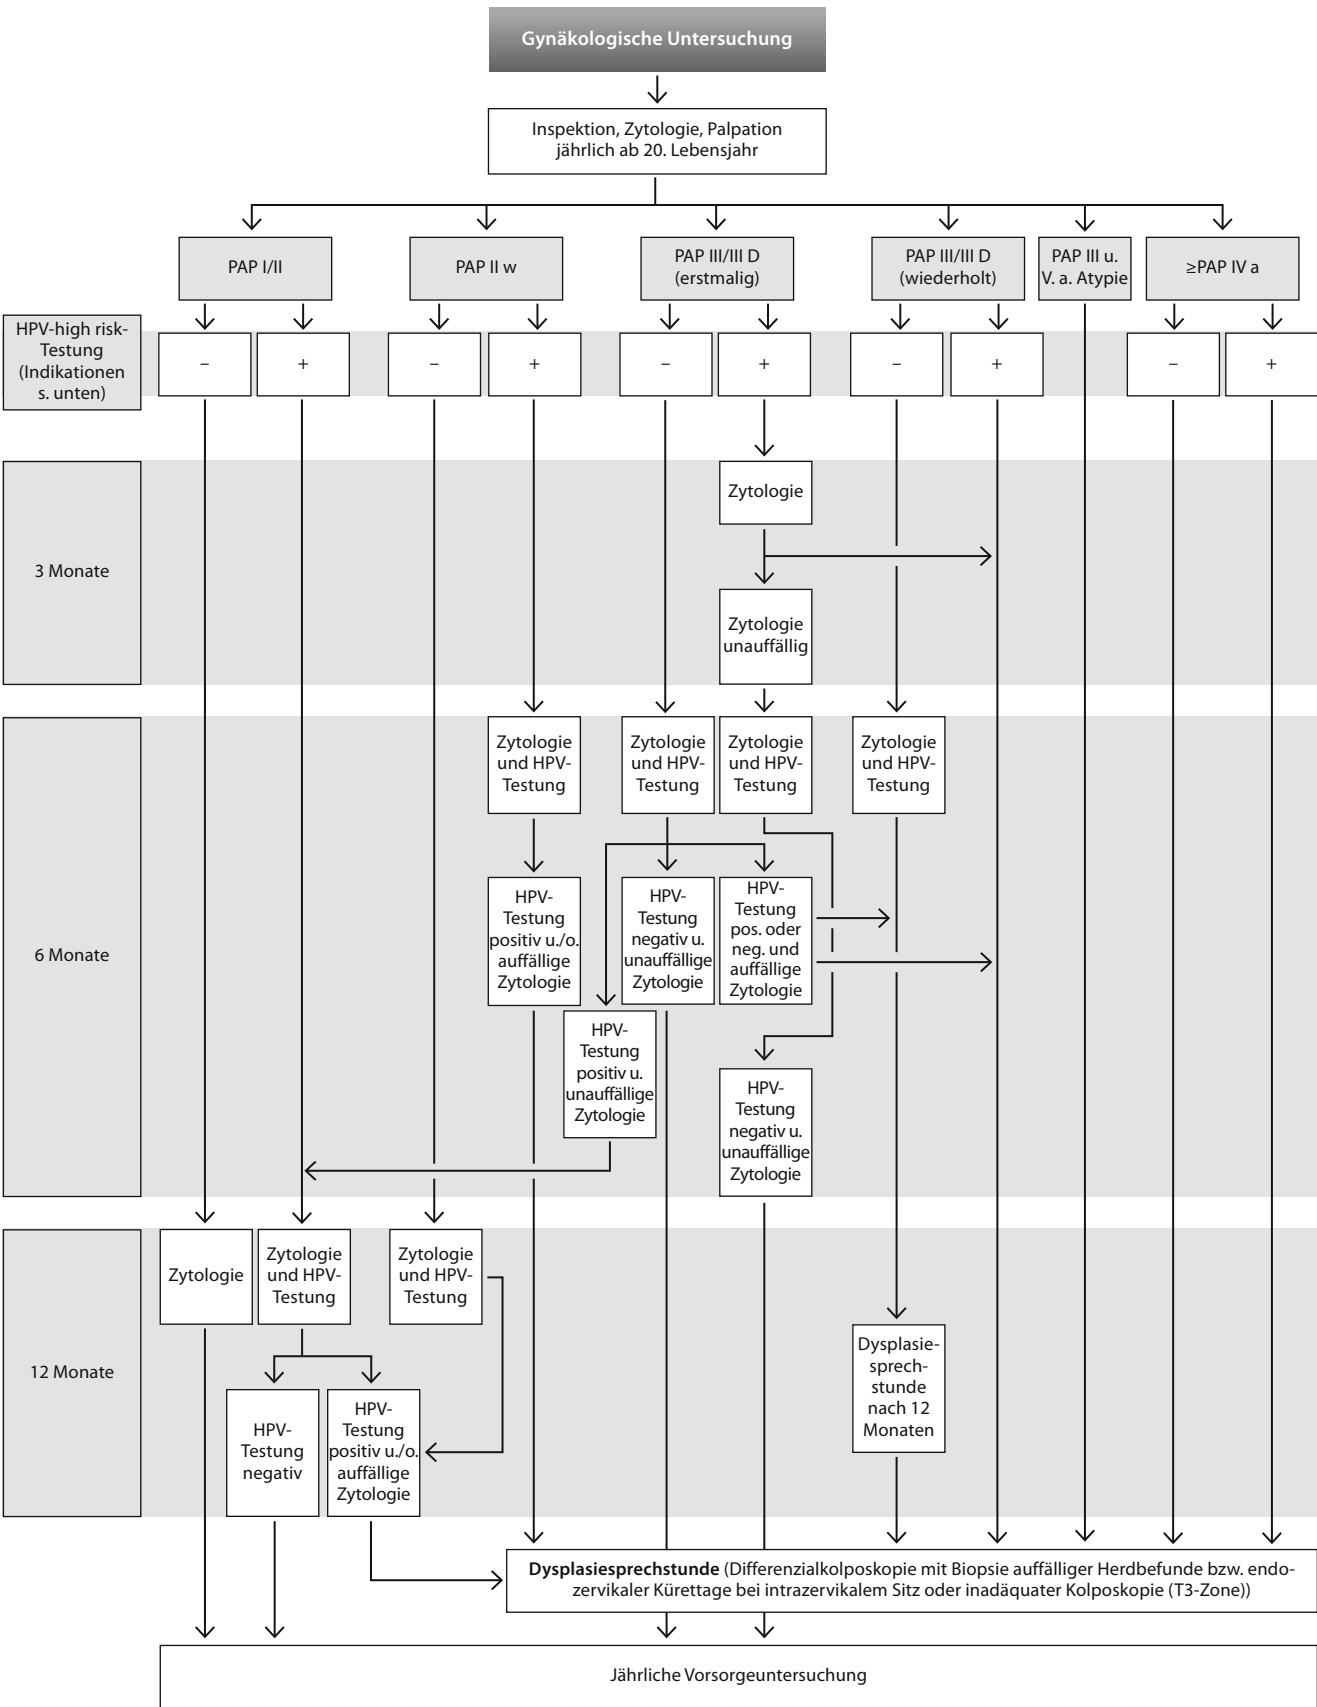 Gynäkologische Untersuchung
Inspektion, Zytologie, Palpation
jährlich ab 20. Lebensjahr
PAP I/II
PAP II w
PAP III/III D
(erstmalig)
PAP III/III D
(wiederholt)
PAP III u.
V. a. Atypie
≥PAP IV a
HPV-high risk-
Testung
(Indikationen
s. unten)
–
+
–
+
–
+
–
+
–
+
3 Monate
Zytologie
Zytologie
unauffällig
6 Monate
Zytologie
und HPV-
Testung
Zytologie
und HPV-
Testung
Zytologie
und HPV-
Testung
Zytologie
und HPV-
Testung
HPV-
Testung
positiv u./o.
auffällige
Zytologie
HPV-
Testung
negativ u.
unauffällige
Zytologie
HPV-
Testung
pos. oder
neg. und
auffällige
Zytologie
HPV-
Testung
positiv u.
unauffällige
Zytologie
HPV-
Testung
negativ u.
unauffällige
Zytologie
12 Monate
Zytologie
Zytologie
und HPV-
Testung
Zytologie
und HPV-
Testung
Dysplasie-
sprech-
stunde
nach 12
Monaten
HPV-
Testung
negativ
HPV-
Testung
positiv u./o.
auffällige
Zytologie
Dysplasiesprechstunde (Differenzialkolposkopie mit Biopsie auffälliger Herdbefunde bzw. endo-
zervikaler Kürettage bei intrazervikalem Sitz oder inadäquater Kolposkopie (T3-Zone))
Jährliche Vorsorgeuntersuchung